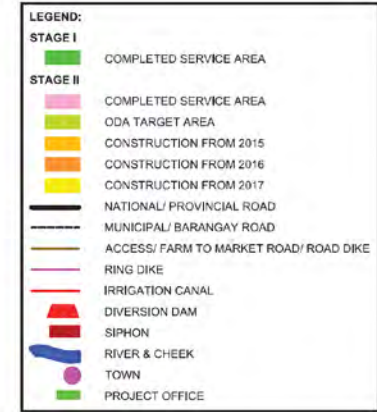 LEGEND:
STAGE I
COMPLETED SERVICE AREA
STAGE II
COMPLETED SERVICE AREA
ODA TARGET AREA
CONSTRUCTION FROM 2015
CONSTRUCTION FROM 2016
CONSTRUCTION FROM 2017
NATIONAL/ PROVINCIAL ROAD
MUNICIPAL/ BARANGAY ROAD
ACCESS/ FARM TO MARKET ROAD/ ROAD DIKE
RING DIKE
IRRIGATION CANAL
DIVERSION DAM
SIPHON
RIVER & CHEEK
TOWN
PROJECT OFFICE